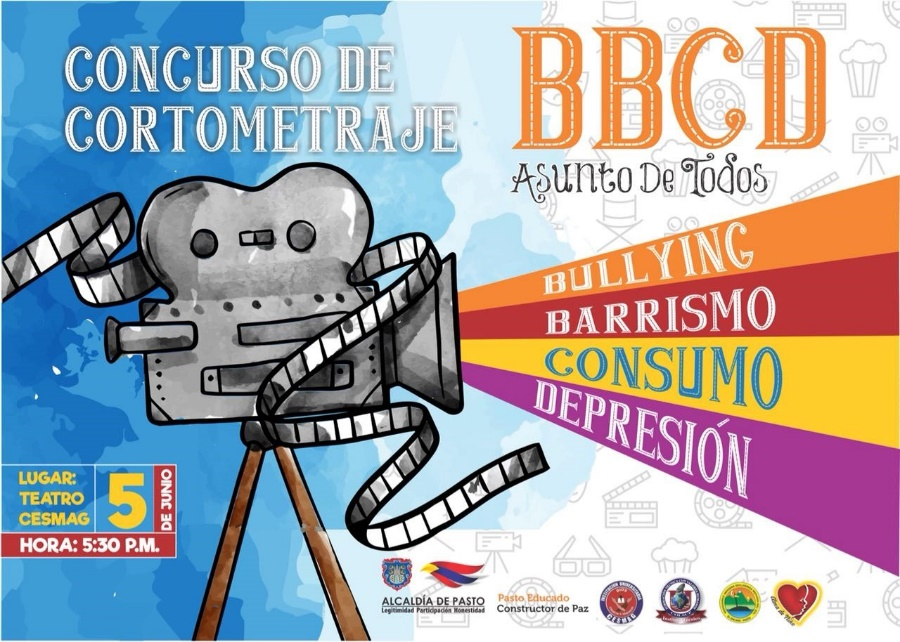 CONCURSO DE
CORTOMETRAJE
BBCD
Asunto De Todos
BULLYING
BARRISMO
CONSUMO
DEPRESIÓN
LUGAR:
TEATRO
CESMAG
5
DE JUNIO
HORA: 5:30 P.M.
ALCALDÍA DE PASTO
Legitimidad Participación Honestidad
Pasto Educado
Constructor de Paz
CESMAG